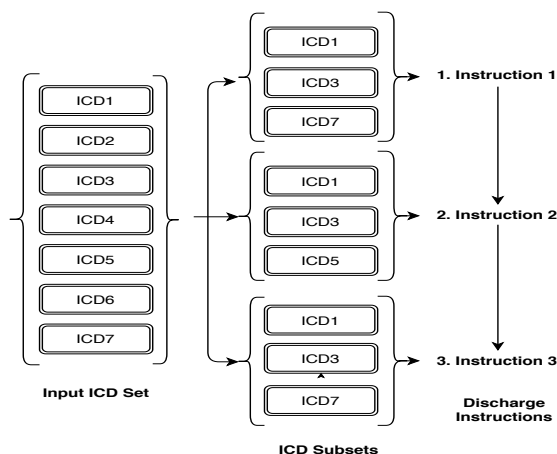 ICD1
ICD2
ICD3
ICD4
ICD5
ICD6
ICD7
Input ICD Set
ICD1
ICD3
ICD7
ICD1
ICD3
ICD5
ICD1
ICD3
ICD7
ICD Subsets
1. Instruction 1
2. Instruction 2
3. Instruction 3
Discharge
Instructions